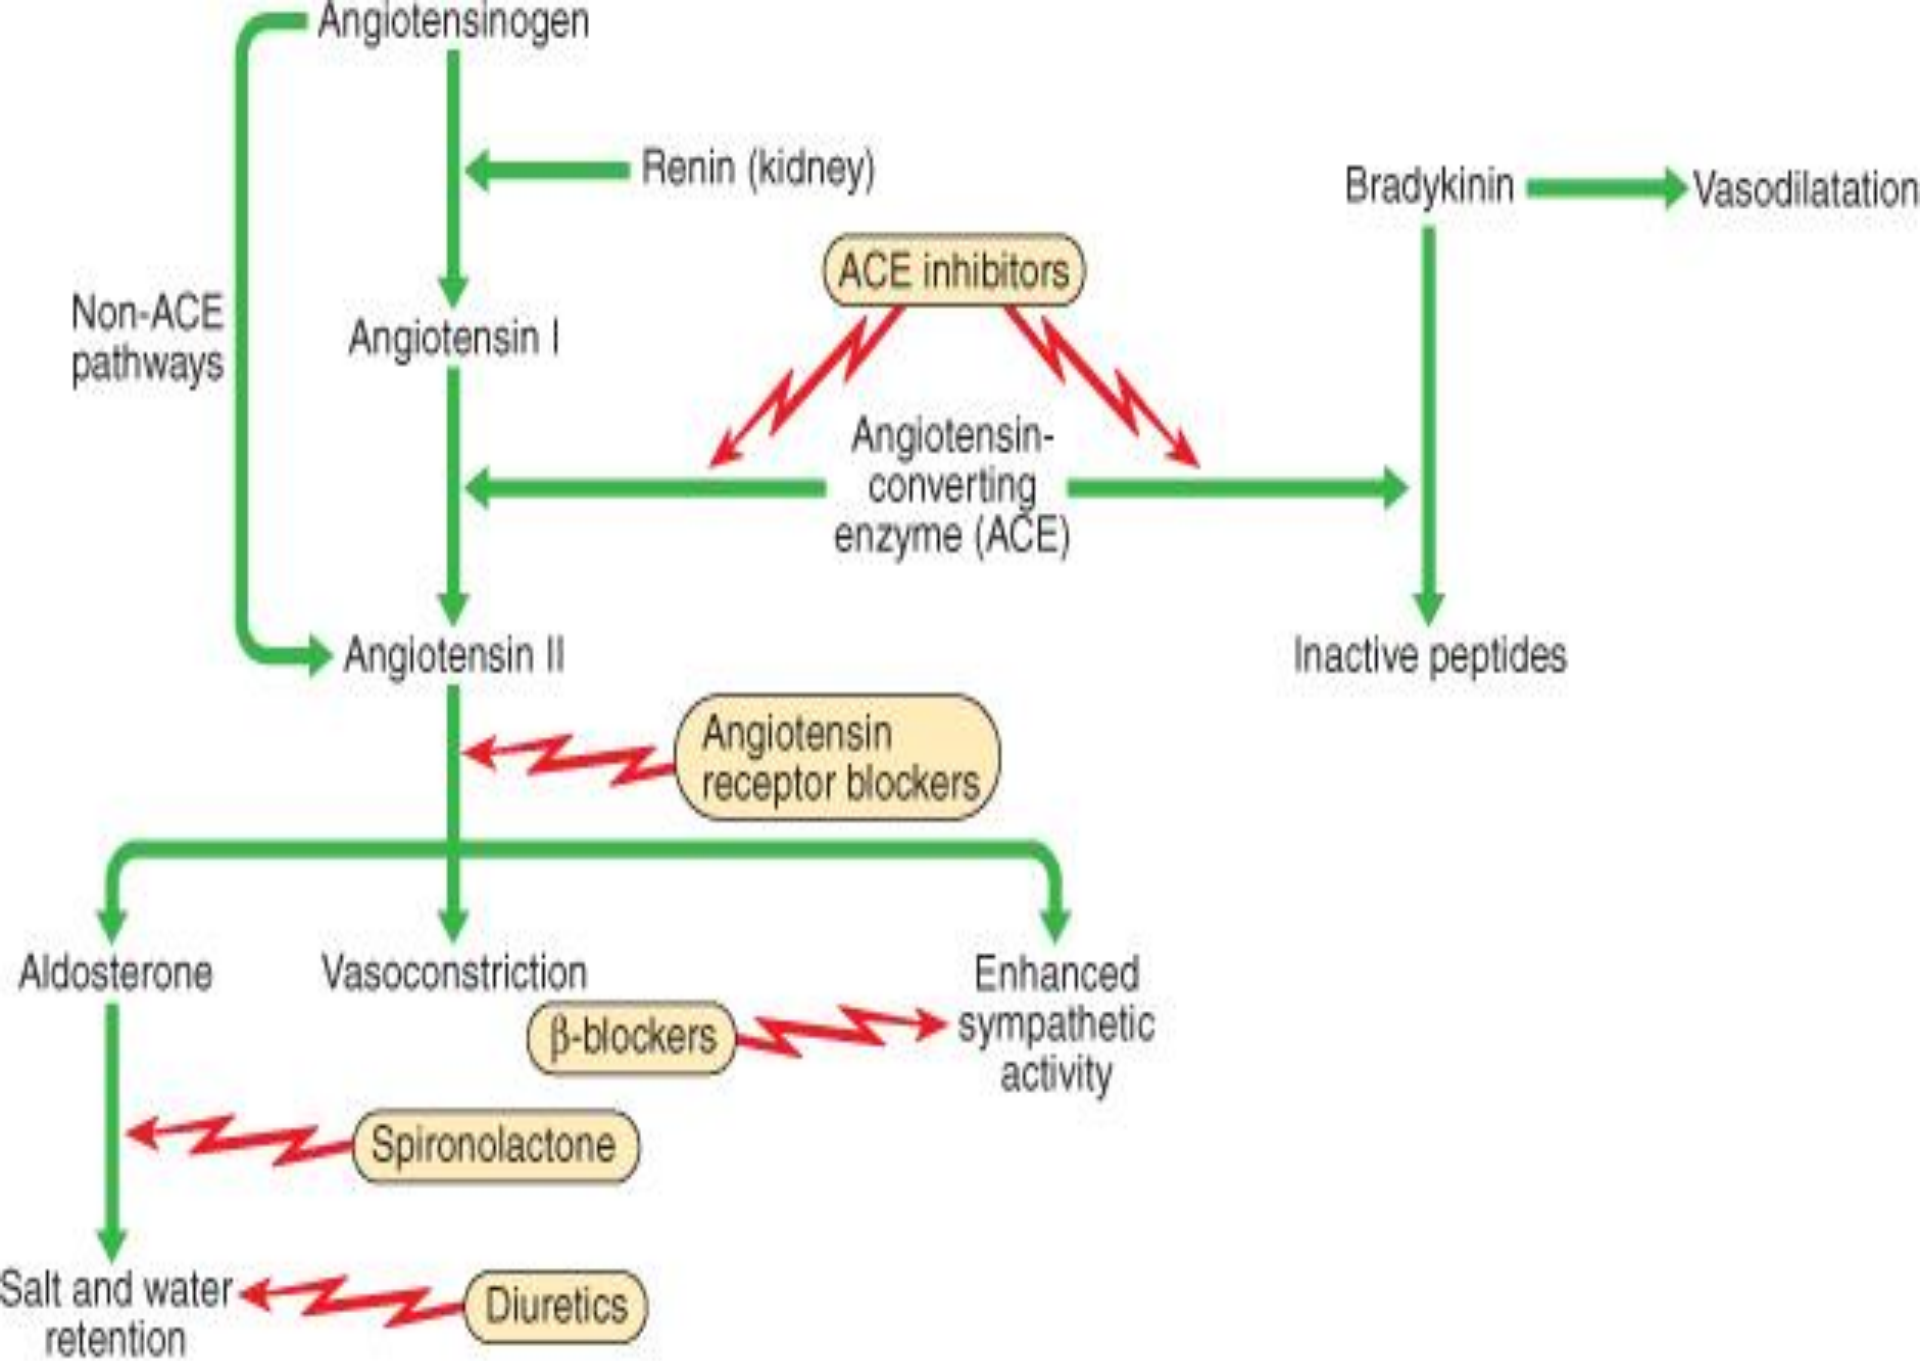 Angiotensinogen
Renin (kidney)
Bradykinin
Vasodilatation
ACE inhibitors
Non-ACE
pathways
Angiotensin I
Angiotensin-
converting
enzyme (ACE)
Angiotensin II
Inactive peptides
Angiotensin
receptor blockers
Aldosterone
Vasoconstriction
Enhanced
sympathetic
activity
β-blockers
Spironolactone
Salt and water
retention
Diuretics